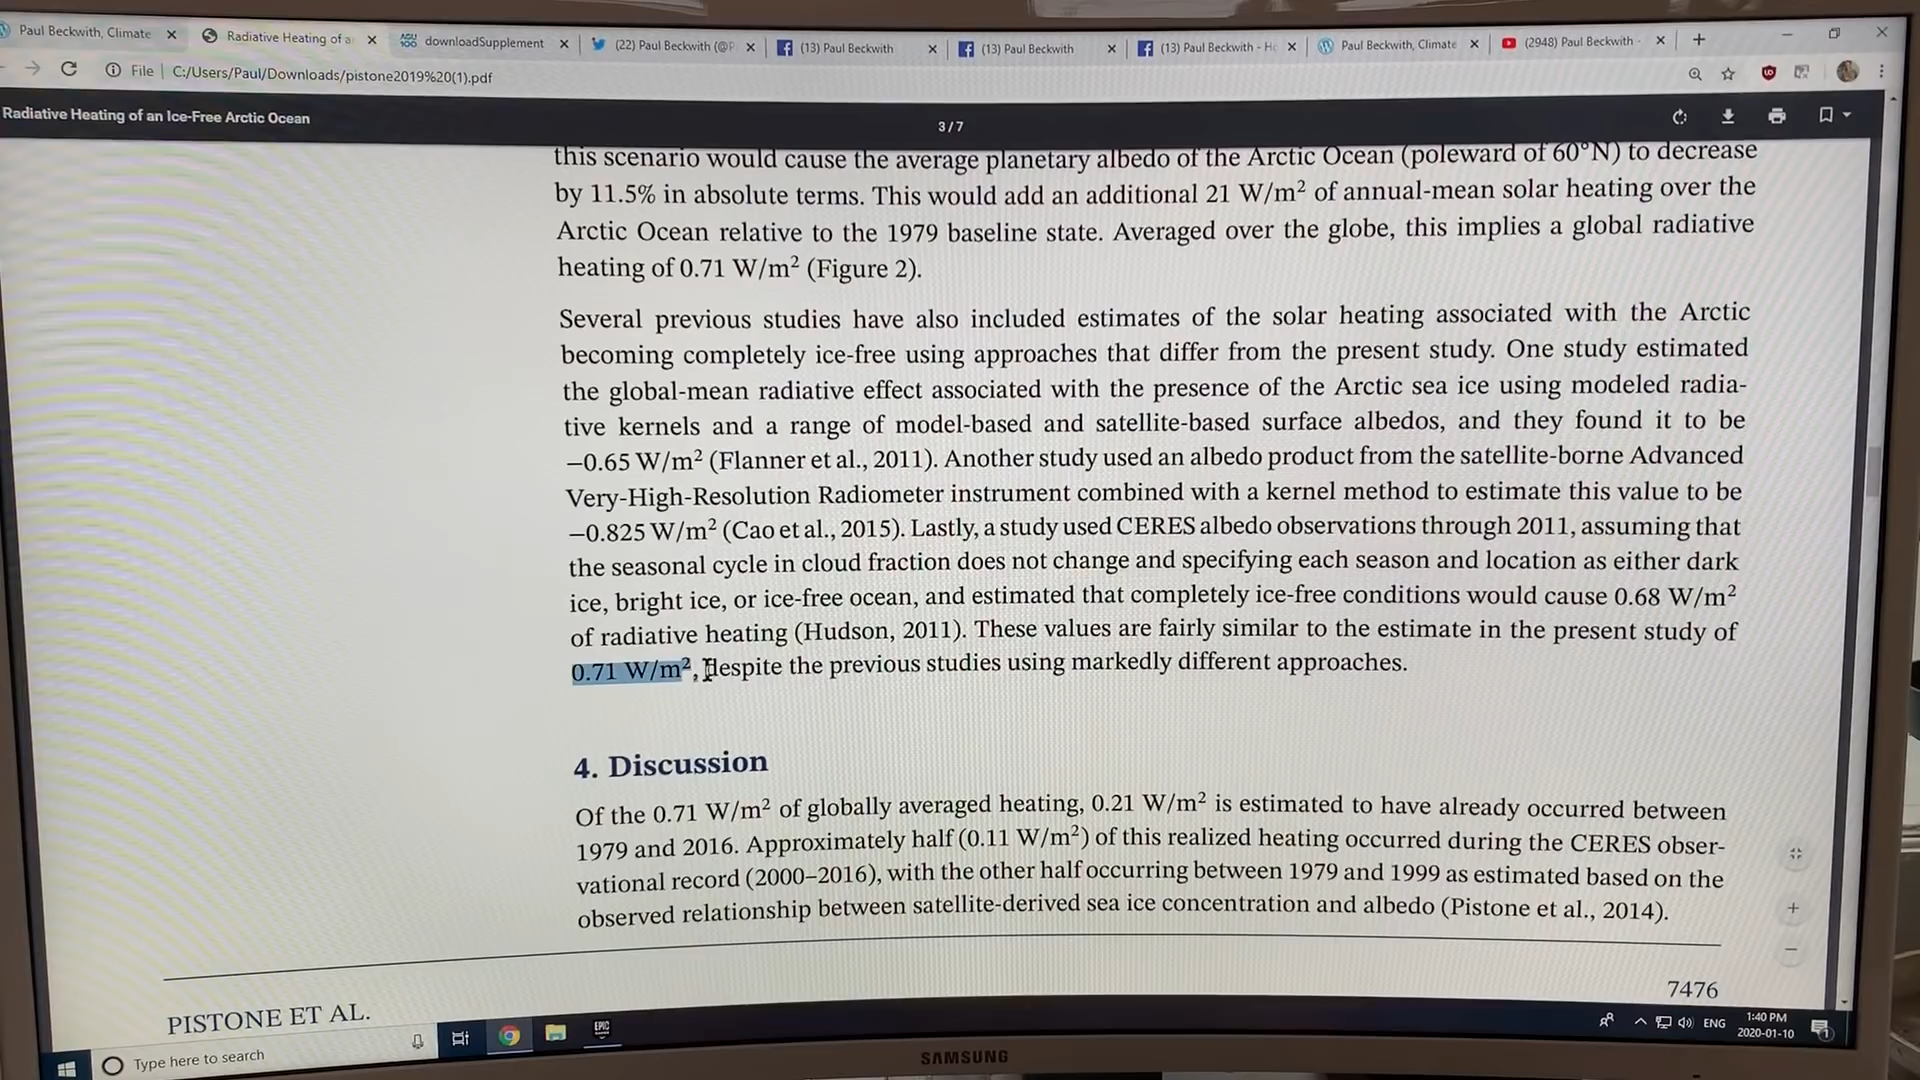 Paul Beckwith, Climate
Radiative Heating of a
AGU 100 downloadSupplement
(22) Paul Beckwith (@P
(13) Paul Beckwith
(13) Paul Beckwith
(13) Paul Beckwith - Ho
Paul Beckwith, Climate
(2948) Paul Beckwith -
File | C:/Users/Paul/Downloads/pistone2019%20(1).pdf
Radiative Heating of an Ice-Free Arctic Ocean
3 / 7
this scenario would cause the average planetary albedo of the Arctic Ocean (poleward of 60°N) to decrease
by 11.5% in absolute terms. This would add an additional 21 W/m² of annual-mean solar heating over the
Arctic Ocean relative to the 1979 baseline state. Averaged over the globe, this implies a global radiative
heating of 0.71 W/m² (Figure 2).
Several previous studies have also included estimates of the solar heating associated with the Arctic
becoming completely ice-free using approaches that differ from the present study. One study estimated
the global-mean radiative effect associated with the presence of the Arctic sea ice using modeled radia-
tive kernels and a range of model-based and satellite-based surface albedos, and they found it to be
−0.65 W/m² (Flanner et al., 2011). Another study used an albedo product from the satellite-borne Advanced
Very-High-Resolution Radiometer instrument combined with a kernel method to estimate this value to be
−0.825 W/m² (Cao et al., 2015). Lastly, a study used CERES albedo observations through 2011, assuming that
the seasonal cycle in cloud fraction does not change and specifying each season and location as either dark
ice, bright ice, or ice-free ocean, and estimated that completely ice-free conditions would cause 0.68 W/m²
of radiative heating (Hudson, 2011). These values are fairly similar to the estimate in the present study of
0.71 W/m², despite the previous studies using markedly different approaches.
4. Discussion
Of the 0.71 W/m² of globally averaged heating, 0.21 W/m² is estimated to have already occurred between
1979 and 2016. Approximately half (0.11 W/m²) of this realized heating occurred during the CERES obser-
vational record (2000–2016), with the other half occurring between 1979 and 1999 as estimated based on the
observed relationship between satellite-derived sea ice concentration and albedo (Pistone et al., 2014).
PISTONE ET AL.
7476
Type here to search
EPIC
ENG
1:40 PM
2020-01-10
1
SAMSUNG